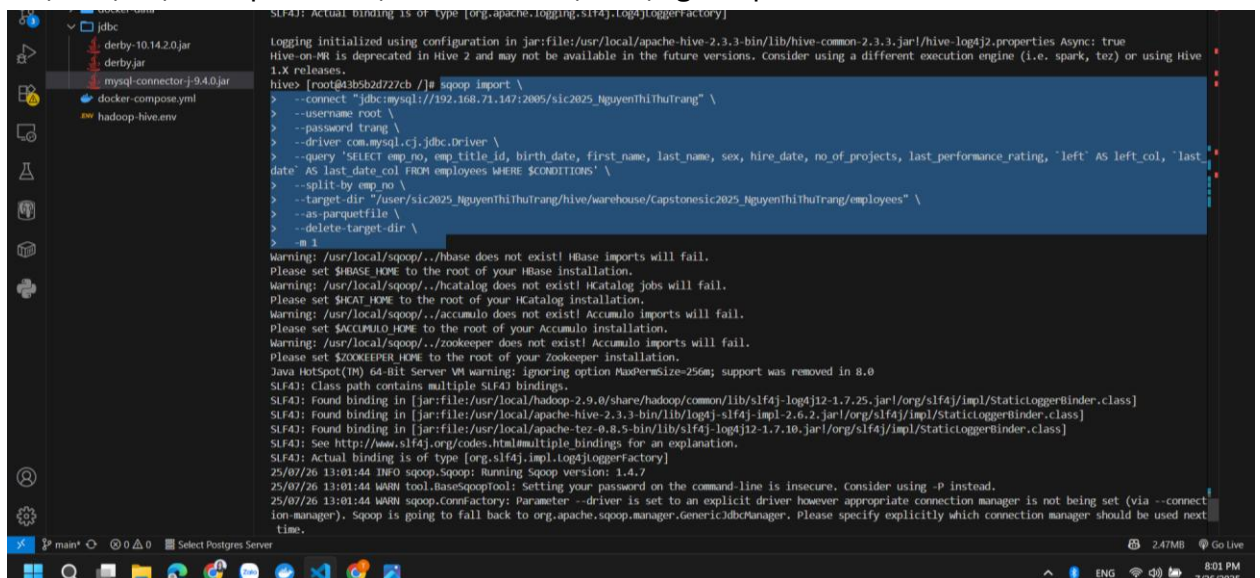 jdbc
derby-10.14.2.0.jar
derby.jar
mysql-connector-j-9.4.0.jar
docker-compose.yml
hadoop-hive.env
SLF4J: Actual binding is of type [org.apache.logging.slf4j.Log4jLoggerFactory]
Logging initialized using configuration in jar:file:/usr/local/apache-hive-2.3.3-bin/lib/hive-common-2.3.3.jar!/hive-log4j2.properties Async: true
Hive-on-MR is deprecated in Hive 2 and may not be available in the future versions. Consider using a different execution engine (i.e. spark, tez) or using Hive
1.X releases.
hive> [root@43b5b2d727cb /]# sqoop import \
>   --connect "jdbc:mysql://192.168.71.147:2005/sic2025_NguyenThiThuTrang" \
>   --username root \
>   --password trang \
>   --driver com.mysql.cj.jdbc.Driver \
>   --query 'SELECT emp_no, emp_title_id, birth_date, first_name, last_name, sex, hire_date, no_of_projects, last_performance_rating, `left` AS left_col, `last_
date` AS last_date_col FROM employees WHERE $CONDITIONS' \
>   --split-by emp_no \
>   --target-dir "/user/sic2025_NguyenThiThuTrang/hive/warehouse/Capstonesic2025_NguyenThiThuTrang/employees" \
>   --as-parquetfile \
>   --delete-target-dir \
>   -m 1
Warning: /usr/local/sqoop/../hbase does not exist! HBase imports will fail.
Please set $HBASE_HOME to the root of your HBase installation.
Warning: /usr/local/sqoop/../hcatalog does not exist! HCatalog jobs will fail.
Please set $HCAT_HOME to the root of your HCatalog installation.
Warning: /usr/local/sqoop/../accumulo does not exist! Accumulo imports will fail.
Please set $ACCUMULO_HOME to the root of your Accumulo installation.
Warning: /usr/local/sqoop/../zookeeper does not exist! Accumulo imports will fail.
Please set $ZOOKEEPER_HOME to the root of your Zookeeper installation.
Java HotSpot(TM) 64-Bit Server VM warning: ignoring option MaxPermSize=256m; support was removed in 8.0
SLF4J: Class path contains multiple SLF4J bindings.
SLF4J: Found binding in [jar:file:/usr/local/hadoop-2.9.0/share/hadoop/common/lib/slf4j-log4j12-1.7.25.jar!/org/slf4j/impl/StaticLoggerBinder.class]
SLF4J: Found binding in [jar:file:/usr/local/apache-hive-2.3.3-bin/lib/log4j-slf4j-impl-2.6.2.jar!/org/slf4j/impl/StaticLoggerBinder.class]
SLF4J: Found binding in [jar:file:/usr/local/apache-tez-0.8.5-bin/lib/slf4j-log4j12-1.7.10.jar!/org/slf4j/impl/StaticLoggerBinder.class]
SLF4J: See http://www.slf4j.org/codes.html#multiple_bindings for an explanation.
SLF4J: Actual binding is of type [org.slf4j.impl.Log4jLoggerFactory]
25/07/26 13:01:44 INFO sqoop.Sqoop: Running Sqoop version: 1.4.7
25/07/26 13:01:44 WARN tool.BaseSqoopTool: Setting your password on the command-line is insecure. Consider using -P instead.
25/07/26 13:01:44 WARN sqoop.ConnFactory: Parameter --driver is set to an explicit driver however appropriate connection manager is not being set (via --connect
ion-manager). Sqoop is going to fall back to org.apache.sqoop.manager.GenericJdbcManager. Please specify explicitly which connection manager should be used next
time.
main* 0 0 Select Postgres Server 2.47MB Go Live
ENG 8:01 PM